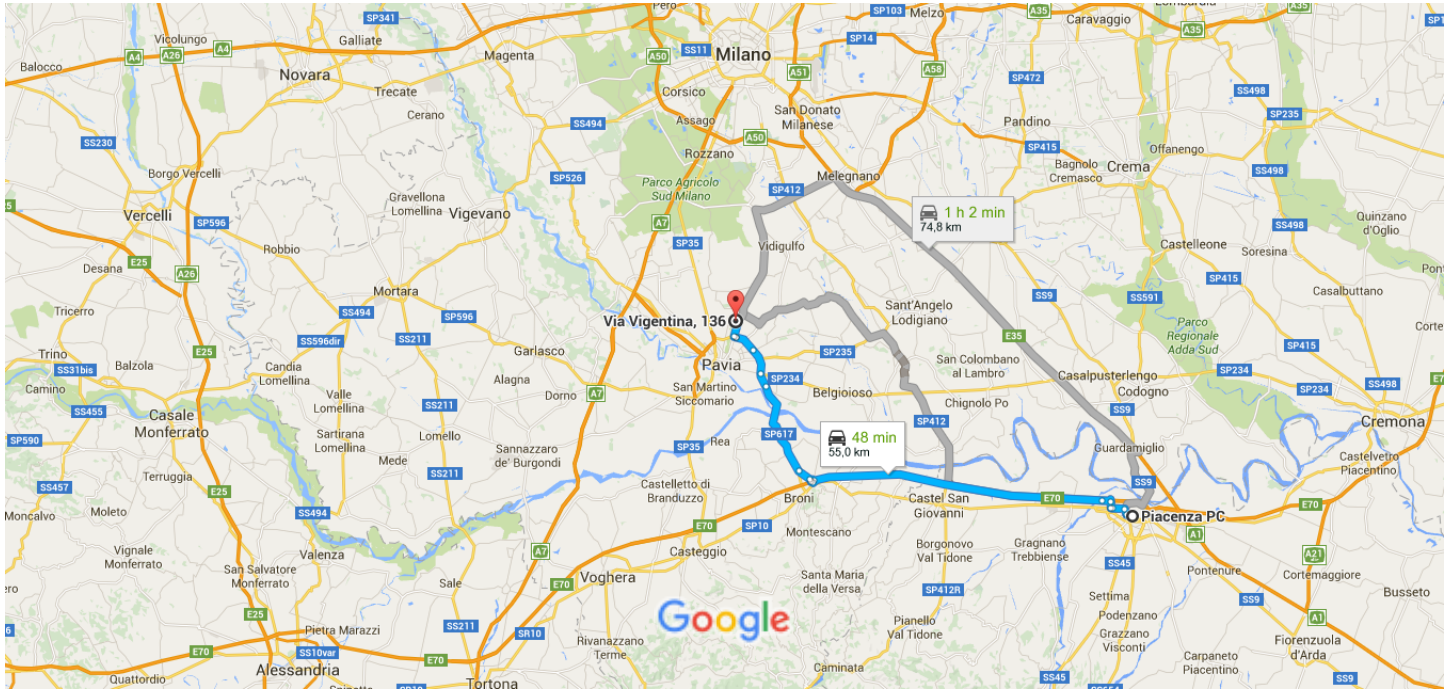 SP341
Pero
SP103
Melzo
A35
Caravaggio
A35
A35
Vicolungo
A4
Galliate
Magenta
A50
SS11
Milano
SP14
A4
A26
Balocco
Novara
Trecate
Corsico
A51
A58
SP472
SS498
Cerano
SS494
Assago
San Donato
Milanese
Pandino
SP235
SS230
A50
Rozzano
SP415
Offanengo
Borgo Vercelli
SP526
Crema
Bagnolo
Cremasco
SS498
Parco Agricolo
Sud Milano
SP412
Melegnano
Gravellona
Lomellina
Vigevano
Vercelli
SP596
A7
1 h 2 min
74,8 km
Quinzano
d'Oglio
SS498
Robbio
SP35
Vidigulfo
Castelleone
Soresina
E25
Desana
A26
SP415
Mortara
SS9
SS591
Casalbuttano
Tricerro
SS494
SP596
Via Vigentina, 136
Sant'Angelo
Lodigiano
Parco
Regionale
Adda Sud
SS596dir
SS211
E35
Trino
E25
Garlasco
SP235
Pavia
San Colombano
al Lambro
SP415
SS31bis
Balzola
Candia
Lomellina
Casalpusterlengo
SP234
Camino
Alagna
SP234
Codogno
SP234
SS498
San Martino
Siccomario
Belgioioso
Valle
Lomellina
Dorno
A7
Chignolo Po
SS9
SS455
Casale
Monferrato
SS211
SP412
Cremona
SP590
Sartirana
Lomellina
Lomello
SP617
48 min
55,0 km
Guardamiglio
Sannazzaro
de' Burgondi
SP35
Rea
Castelvetro
Piacentino
Terruggia
Mede
SS211
SS9
SS457
E25
Castelletto di
Branduzzo
Broni
Castel San
Giovanni
E70
Moncalvo
Moleto
SS494
Piacenza PC
E70
E70
SP10
Montescano
A1
Vignale
Monferrato
Valenza
A7
Casteggio
Borgonovo
Val Tidone
Gragnano
Trebbiense
A21
San Salvatore
Monferrato
Voghera
SS45
Pontenure
Cortemaggiore
Sale
E70
Santa Maria
della Versa
SP412R
Settima
SS9
Busseto
E25
Google
Podenzano
A1
SS211
Pianello
Val Tidone
Grazzano
Visconti
Pietra Marazzi
SR10
Rivanazzano
Terme
Fiorenzuola
d'Arda
E70
SS10var
E70
Alessandria
Caminata
Carpaneto
Piacentino
Quattordio
Tortona
SS45
SS9